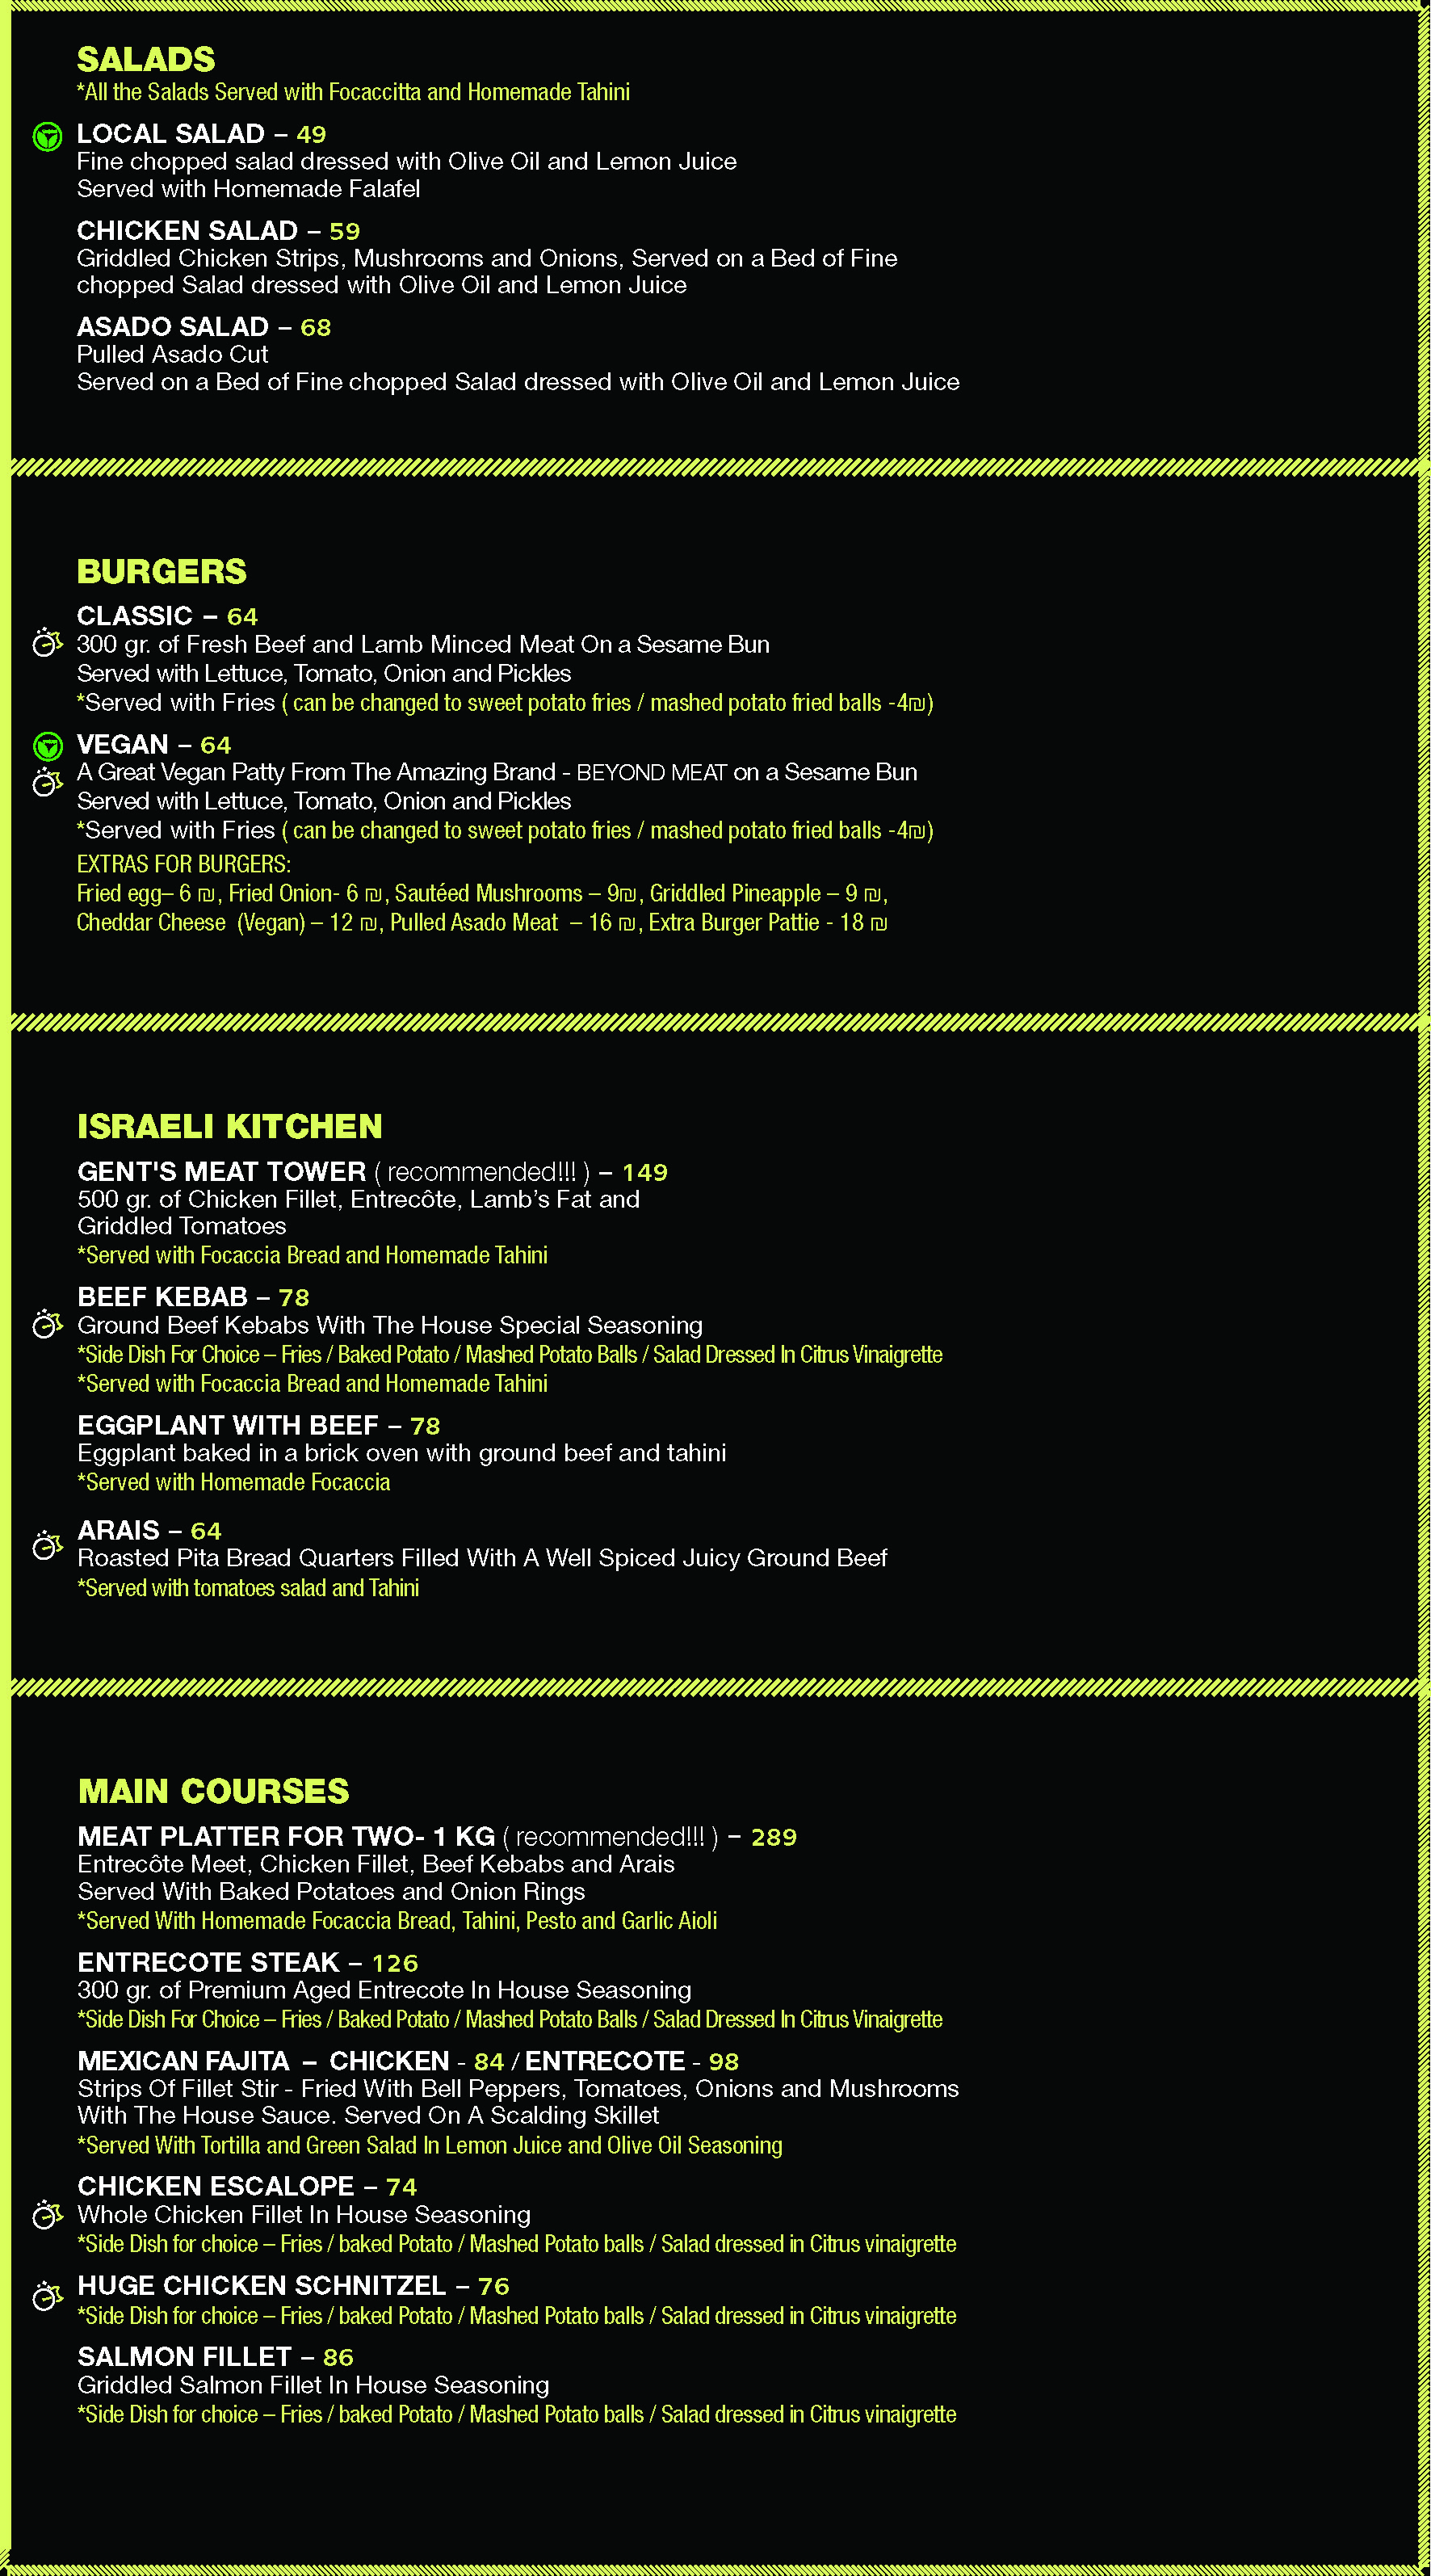 SALADS
*All the Salads Served with Focaccitta and Homemade Tahini
LOCAL SALAD – 49
Fine chopped salad dressed with Olive Oil and Lemon Juice
Served with Homemade Falafel
CHICKEN SALAD – 59
Griddled Chicken Strips, Mushrooms and Onions, Served on a Bed of Fine
chopped Salad dressed with Olive Oil and Lemon Juice
ASADO SALAD – 68
Pulled Asado Cut
Served on a Bed of Fine chopped Salad dressed with Olive Oil and Lemon Juice
BURGERS
CLASSIC – 64
300 gr. of Fresh Beef and Lamb Minced Meat On a Sesame Bun
Served with Lettuce, Tomato, Onion and Pickles
*Served with Fries ( can be changed to sweet potato fries / mashed potato fried balls -4₪)
VEGAN – 64
A Great Vegan Patty From The Amazing Brand - BEYOND MEAT on a Sesame Bun
Served with Lettuce, Tomato, Onion and Pickles
*Served with Fries ( can be changed to sweet potato fries / mashed potato fried balls -4₪)
EXTRAS FOR BURGERS:
Fried egg– 6 ₪, Fried Onion- 6 ₪, Sautéed Mushrooms – 9₪, Griddled Pineapple – 9 ₪,
Cheddar Cheese (Vegan) – 12 ₪, Pulled Asado Meat – 16 ₪, Extra Burger Pattie - 18 ₪
ISRAELI KITCHEN
GENT'S MEAT TOWER ( recommended!!! ) – 149
500 gr. of Chicken Fillet, Entrecôte, Lamb’s Fat and
Griddled Tomatoes
*Served with Focaccia Bread and Homemade Tahini
BEEF KEBAB – 78
Ground Beef Kebabs With The House Special Seasoning
*Side Dish For Choice – Fries / Baked Potato / Mashed Potato Balls / Salad Dressed In Citrus Vinaigrette
*Served with Focaccia Bread and Homemade Tahini
EGGPLANT WITH BEEF – 78
Eggplant baked in a brick oven with ground beef and tahini
*Served with Homemade Focaccia
ARAIS – 64
Roasted Pita Bread Quarters Filled With A Well Spiced Juicy Ground Beef
*Served with tomatoes salad and Tahini
MAIN COURSES
MEAT PLATTER FOR TWO- 1 KG ( recommended!!! ) – 289
Entrecôte Meet, Chicken Fillet, Beef Kebabs and Arais
Served With Baked Potatoes and Onion Rings
*Served With Homemade Focaccia Bread, Tahini, Pesto and Garlic Aioli
ENTRECOTE STEAK – 126
300 gr. of Premium Aged Entrecote In House Seasoning
*Side Dish For Choice – Fries / Baked Potato / Mashed Potato Balls / Salad Dressed In Citrus Vinaigrette
MEXICAN FAJITA – CHICKEN - 84 / ENTRECOTE - 98
Strips Of Fillet Stir - Fried With Bell Peppers, Tomatoes, Onions and Mushrooms
With The House Sauce. Served On A Scalding Skillet
*Served With Tortilla and Green Salad In Lemon Juice and Olive Oil Seasoning
CHICKEN ESCALOPE – 74
Whole Chicken Fillet In House Seasoning
*Side Dish for choice – Fries / baked Potato / Mashed Potato balls / Salad dressed in Citrus vinaigrette
HUGE CHICKEN SCHNITZEL – 76
*Side Dish for choice – Fries / baked Potato / Mashed Potato balls / Salad dressed in Citrus vinaigrette
SALMON FILLET – 86
Griddled Salmon Fillet In House Seasoning
*Side Dish for choice – Fries / baked Potato / Mashed Potato balls / Salad dressed in Citrus vinaigrette